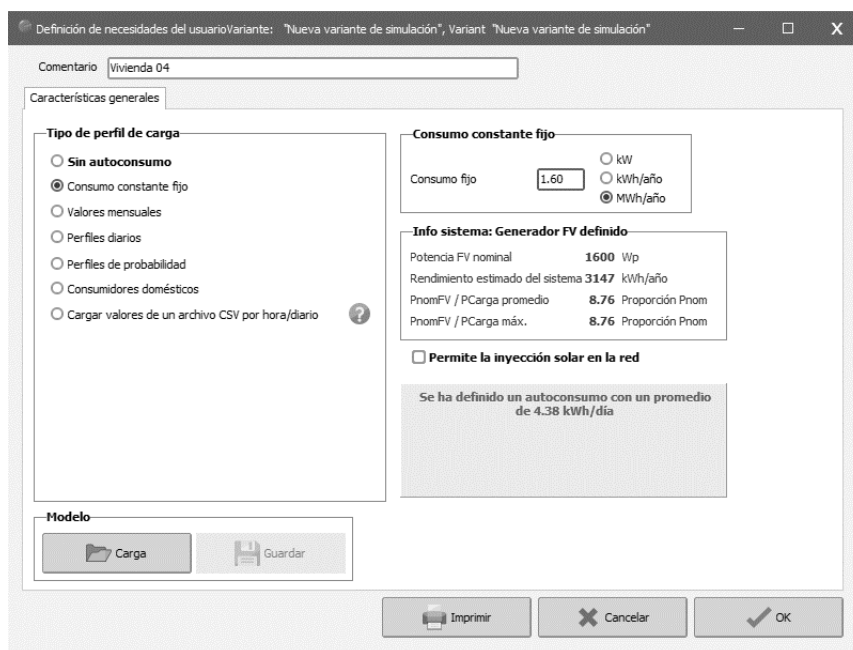 Definición de necesidades del usuarioVariante: "Nueva variante de simulación", Variant "Nueva variante de simulación"
Comentario Vivienda 04
Características generales
Tipo de perfil de carga
Sin autoconsumo
Consumo constante fijo
Valores mensuales
Perfiles diarios
Perfiles de probabilidad
Consumidores domésticos
Cargar valores de un archivo CSV por hora/diario
?
Consumo constante fijo
Consumo fijo 1.60
kW
kWh/año
MWh/año
Info sistema: Generador FV definido
Potencia FV nominal 1600 Wp
Rendimiento estimado del sistema 3147 kWh/año
PnomFV / PCarga promedio 8.76 Proporción Pnom
PnomFV / PCarga máx. 8.76 Proporción Pnom
Permite la inyección solar en la red
Se ha definido un autoconsumo con un promedio
de 4.38 kWh/día
Modelo
Carga
Guardar
Imprimir
Cancelar
OK